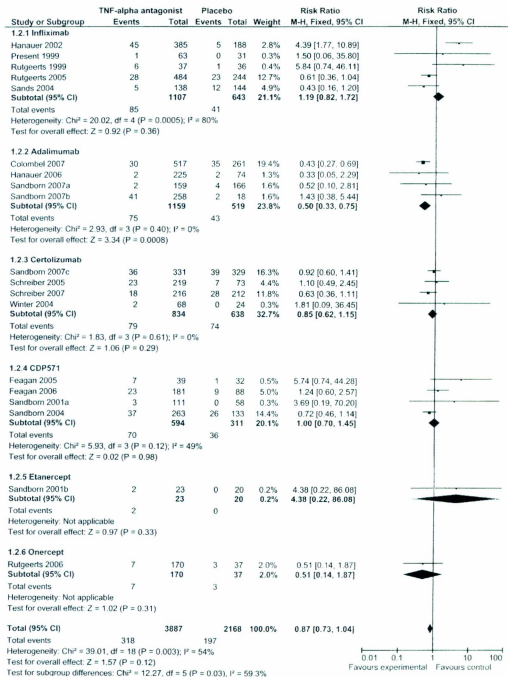 TNF-alpha antagonist Placebo Risk Ratio Risk Ratio
Study or Subgroup Events Total Events Total Weight M-H, Fixed, 95% CI M-H, Fixed, 95% CI
1.2.1 Infliximab
Hanauer 2002 45 385 5 188 2.8% 4.39 [1.77, 10.89]
Present 1999 1 63 0 31 0.3% 1.50 [0.06, 35.80]
Rutgeerts 1999 6 37 1 36 0.4% 5.84 [0.74, 46.11]
Rutgeerts 2005 28 484 23 244 12.7% 0.61 [0.36, 1.04]
Sands 2004 5 138 12 144 4.9% 0.43 [0.16, 1.20]
Subtotal (95% CI) 1107 643 21.1% 1.19 [0.82, 1.72]
Total events 85 41
Heterogeneity: Chi² = 20.02, df = 4 (P = 0.0005); I² = 80%
Test for overall effect: Z = 0.92 (P = 0.36)
1.2.2 Adalimumab
Colombel 2007 30 517 35 261 19.4% 0.43 [0.27, 0.69]
Hanauer 2006 2 225 2 74 1.3% 0.33 [0.05, 2.29]
Sandborn 2007a 2 159 4 166 1.6% 0.52 [0.10, 2.81]
Sandborn 2007b 41 258 2 18 1.6% 1.43 [0.38, 5.44]
Subtotal (95% CI) 1159 519 23.8% 0.50 [0.33, 0.75]
Total events 75 43
Heterogeneity: Chi² = 2.93, df = 3 (P = 0.40); I² = 0%
Test for overall effect: Z = 3.34 (P = 0.0008)
1.2.3 Certolizumab
Sandborn 2007c 36 331 39 329 16.3% 0.92 [0.60, 1.41]
Schreiber 2005 23 219 7 73 4.4% 1.10 [0.49, 2.45]
Schreiber 2007 18 216 28 212 11.8% 0.63 [0.36, 1.11]
Winter 2004 2 68 0 24 0.3% 1.81 [0.09, 36.45]
Subtotal (95% CI) 834 638 32.7% 0.85 [0.62, 1.15]
Total events 79 74
Heterogeneity: Chi² = 1.83, df = 3 (P = 0.61); I² = 0%
Test for overall effect: Z = 1.06 (P = 0.29)
1.2.4 CDP571
Feagan 2005 7 39 1 32 0.5% 5.74 [0.74, 44.28]
Feagan 2006 23 181 9 88 5.1% 1.24 [0.60, 2.57]
Sandborn 2001a 3 111 0 58 0.3% 3.69 [0.19, 70.20]
Sandborn 2004 37 263 26 133 14.4% 0.72 [0.46, 1.14]
Subtotal (95% CI) 594 311 20.1% 1.00 [0.70, 1.45]
Total events 70 36
Heterogeneity: Chi² = 5.93, df = 3 (P = 0.12); I² = 49%
Test for overall effect: Z = 0.02 (P = 0.98)
1.2.5 Etanercept
Sandborn 2001b 2 23 0 20 0.2% 4.38 [0.22, 86.08]
Subtotal (95% CI) 23 20 0.2% 4.38 [0.22, 86.08]
Total events 2 0
Heterogeneity: Not applicable
Test for overall effect: Z = 0.97 (P = 0.33)
1.2.6 Onercept
Rutgeerts 2006 7 170 3 37 2.0% 0.51 [0.14, 1.87]
Subtotal (95% CI) 170 37 2.0% 0.51 [0.14, 1.87]
Total events 7 3
Heterogeneity: Not applicable
Test for overall effect: Z = 1.02 (P = 0.31)
Total (95% CI) 3887 2168 100.0% 0.87 [0.73, 1.04]
Total events 318 197
Heterogeneity: Chi² = 39.01, df = 18 (P = 0.003); I² = 54%
Test for overall effect: Z = 1.57 (P = 0.12)
Test for subgroup differences: Chi² = 12.27, df = 5 (P = 0.03), I² = 59.3%
0.01 0.1 1 10 100
Favours experimental Favours control